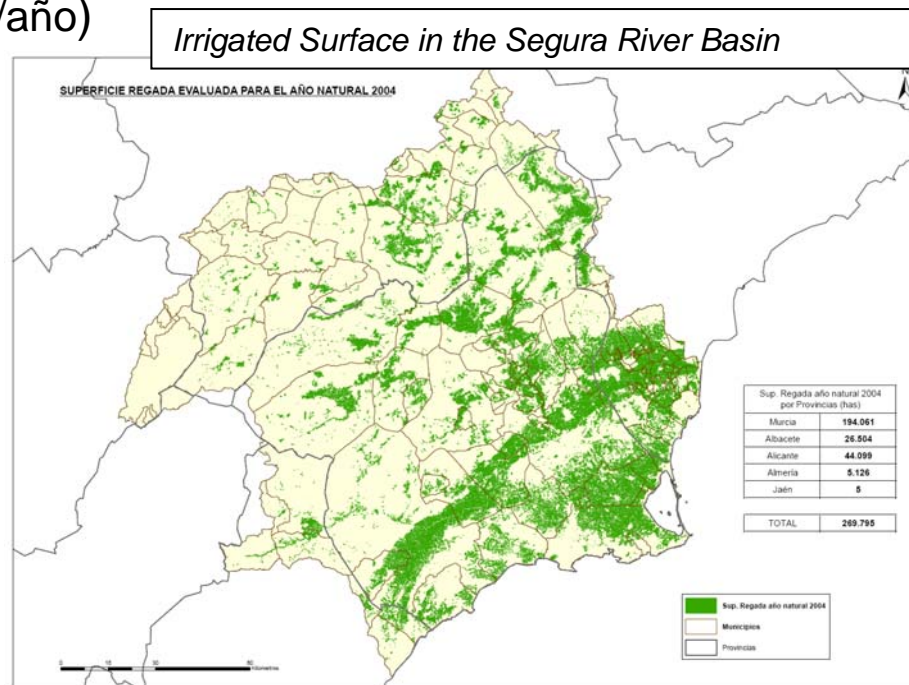 /año)
Irrigated Surface in the Segura River Basin
SUPERFICIE REGADA EVALUADA PARA EL AÑO NATURAL 2004
N
Sup. Regada año natural 2004
por Provincias (has)
Murcia 194.061
Albacete 26.504
Alicante 44.099
Almería 5.126
Jaén 5
TOTAL 269.795
Sup. Regada año natural 2004
Municipios
Provincias